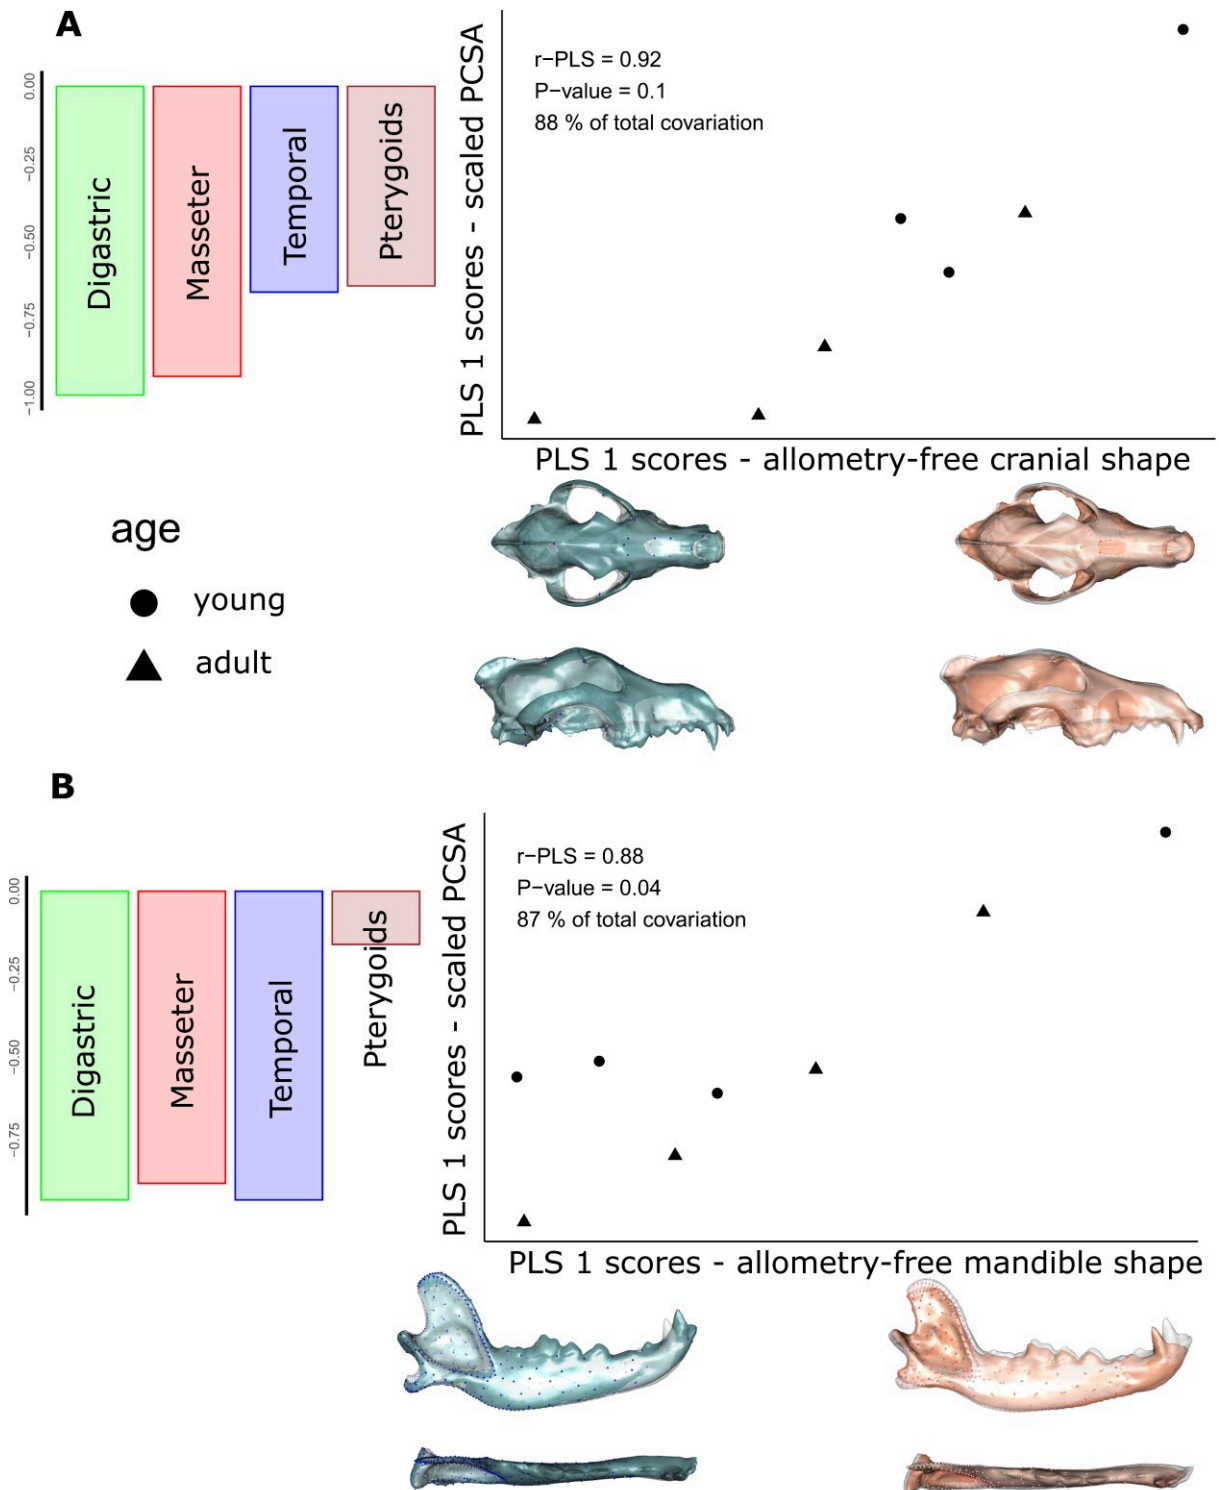 A
0.00
−0.25
−0.50
−0.75
−1.00
Digastric
Masseter
Temporal
Pterygoids
PLS 1 scores - scaled PCSA
r−PLS = 0.92
P−value = 0.1
88 % of total covariation
PLS 1 scores - allometry-free cranial shape
age
young
adult
B
0.00
−0.25
−0.50
−0.75
Digastric
Masseter
Temporal
Pterygoids
PLS 1 scores - scaled PCSA
r−PLS = 0.88
P−value = 0.04
87 % of total covariation
PLS 1 scores - allometry-free mandible shape